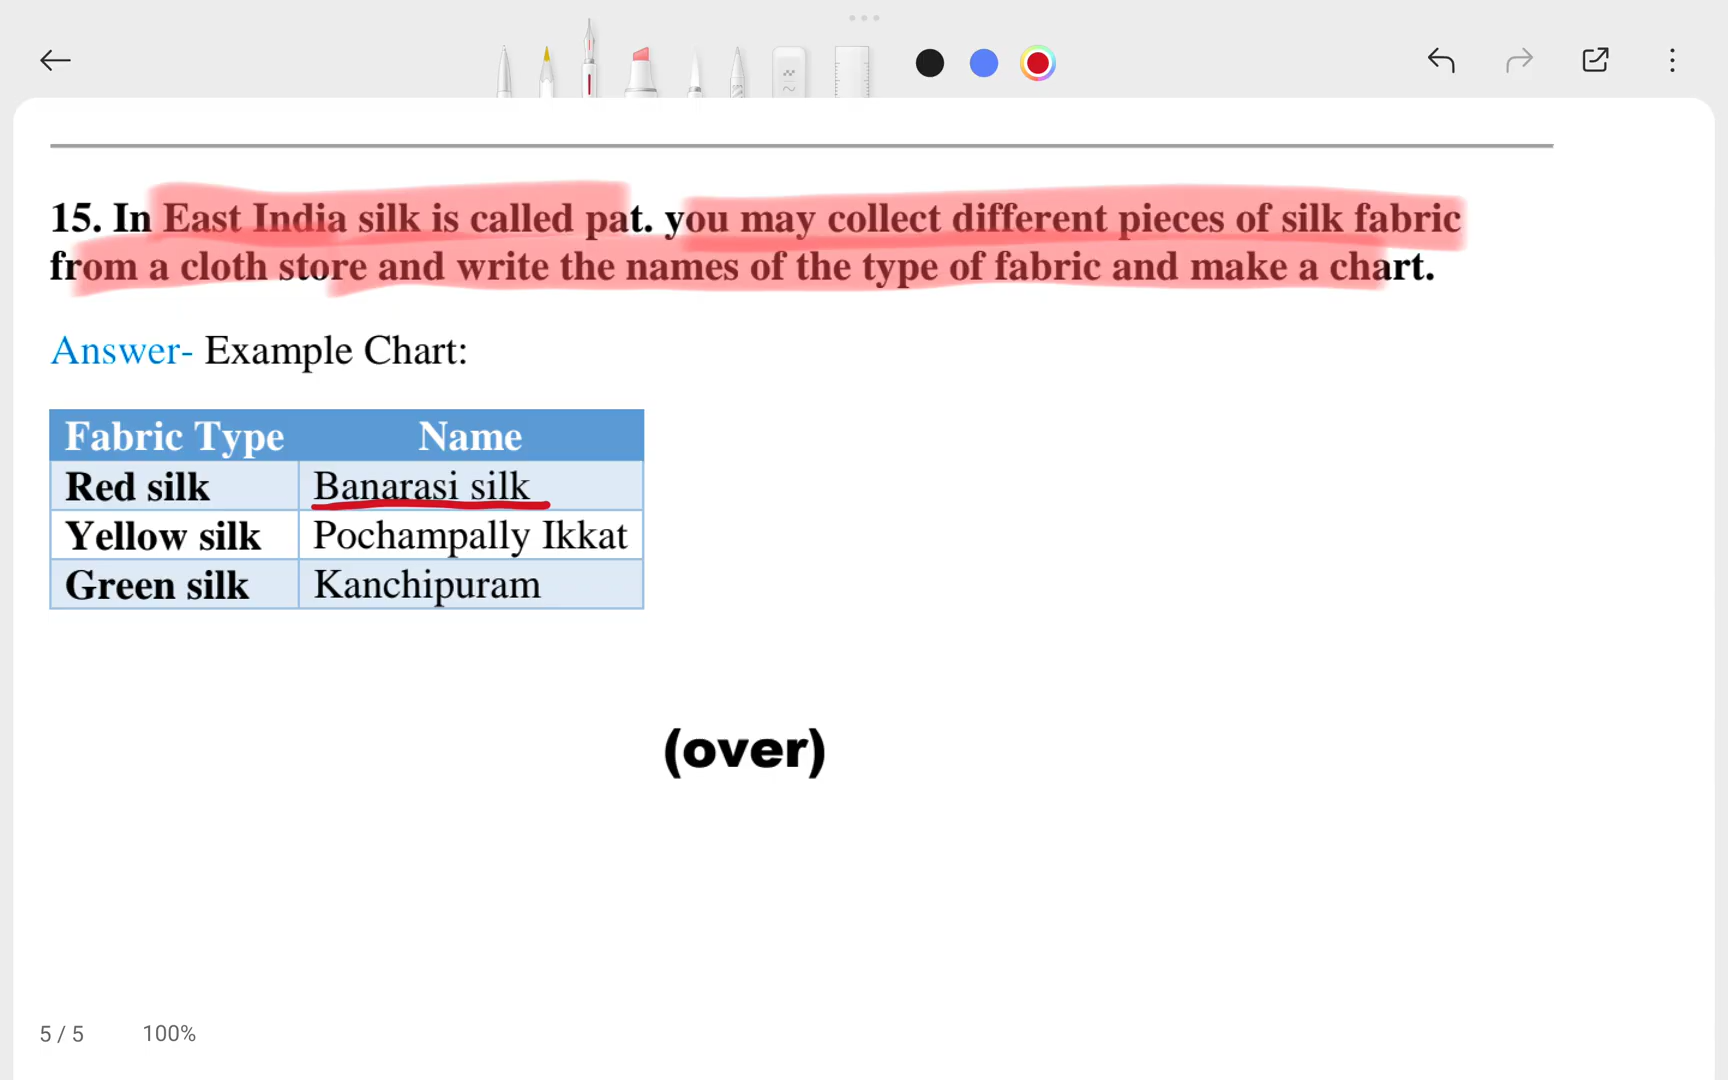 15. In East India silk is called pat. you may collect different pieces of silk fabric
from a cloth store and write the names of the type of fabric and make a chart.
Answer- Example Chart:
Fabric Type Name
Red silk Banarasi silk
Yellow silk Pochampally Ikkat
Green silk Kanchipuram
(over)
5 / 5 100%